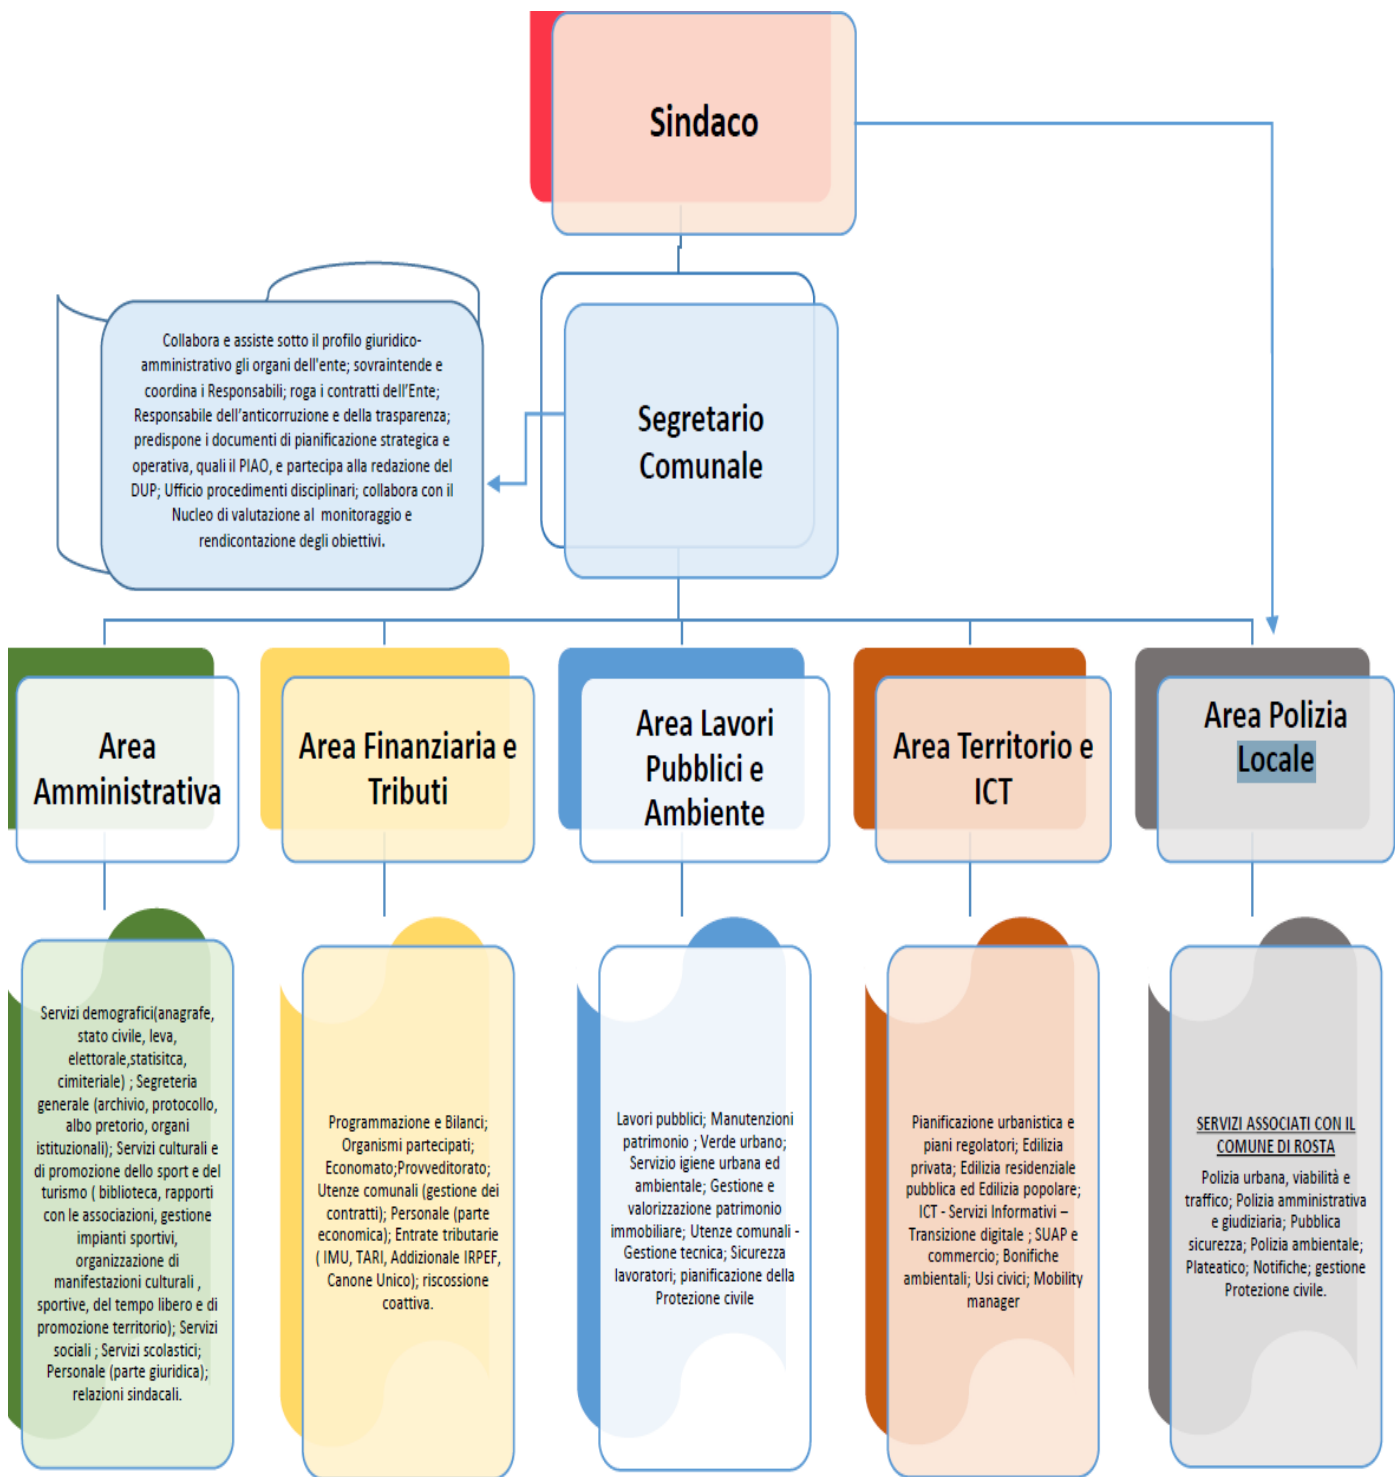 Sindaco
Collabora e assiste sotto il profilo giuridico-
amministrativo gli organi dell'ente; sovraintende e
coordina i Responsabili; roga i contratti dell'Ente;
Responsabile dell'anticorruzione e della trasparenza;
predispone i documenti di pianificazione strategica e
operativa, quali il PIAO, e partecipa alla redazione del
DUP; Ufficio procedimenti disciplinari; collabora con il
Nucleo di valutazione al monitoraggio e
rendicontazione degli obiettivi.
Segretario
Comunale
Area
Amministrativa
Area Finanziaria e
Tributi
Area Lavori
Pubblici e
Ambiente
Area Territorio e
ICT
Area Polizia
Locale
Servizi demografici(anagrafe,
stato civile, leva,
elettorale,statisitca,
cimiteriale) ; Segreteria
generale (archivio, protocollo,
albo pretorio, organi
istituzionali); Servizi culturali e
di promozione dello sport e del
turismo ( biblioteca, rapporti
con le associazioni, gestione
impianti sportivi,
organizzazione di
manifestazioni culturali ,
sportive, del tempo libero e di
promozione territorio); Servizi
sociali ; Servizi scolastici;
Personale (parte giuridica);
relazioni sindacali.
Programmazione e Bilanci;
Organismi partecipati;
Economato;Provveditorato;
Utenze comunali (gestione dei
contratti); Personale (parte
economica); Entrate tributarie
( IMU, TARI, Addizionale IRPEF,
Canone Unico); riscossione
coattiva.
Lavori pubblici; Manutenzioni
patrimonio ; Verde urbano;
Servizio igiene urbana ed
ambientale; Gestione e
valorizzazione patrimonio
immobiliare; Utenze comunali -
Gestione tecnica; Sicurezza
lavoratori; pianificazione della
Protezione civile
Pianificazione urbanistica e
piani regolatori; Edilizia
privata; Edilizia residenziale
pubblica ed Edilizia popolare;
ICT - Servizi Informativi –
Transizione digitale ; SUAP e
commercio; Bonifiche
ambientali; Usi civici; Mobility
manager
SERVIZI ASSOCIATI CON IL
COMUNE DI ROSTA
Polizia urbana, viabilità e
traffico; Polizia amministrativa
e giudiziaria; Pubblica
sicurezza; Polizia ambientale;
Plateatico; Notifiche; gestione
Protezione civile.